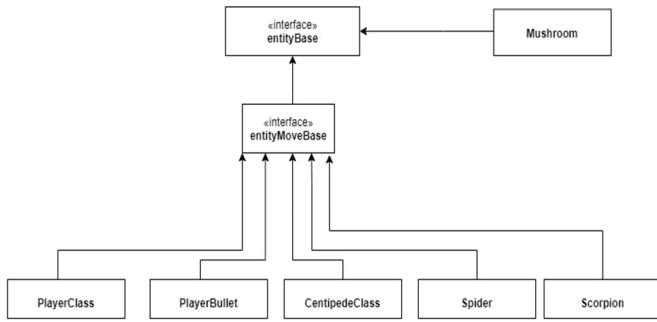 «interface»
entityBase
Mushroom
«interface»
entityMoveBase
PlayerClass
PlayerBullet
CentipedeClass
Spider
Scorpion